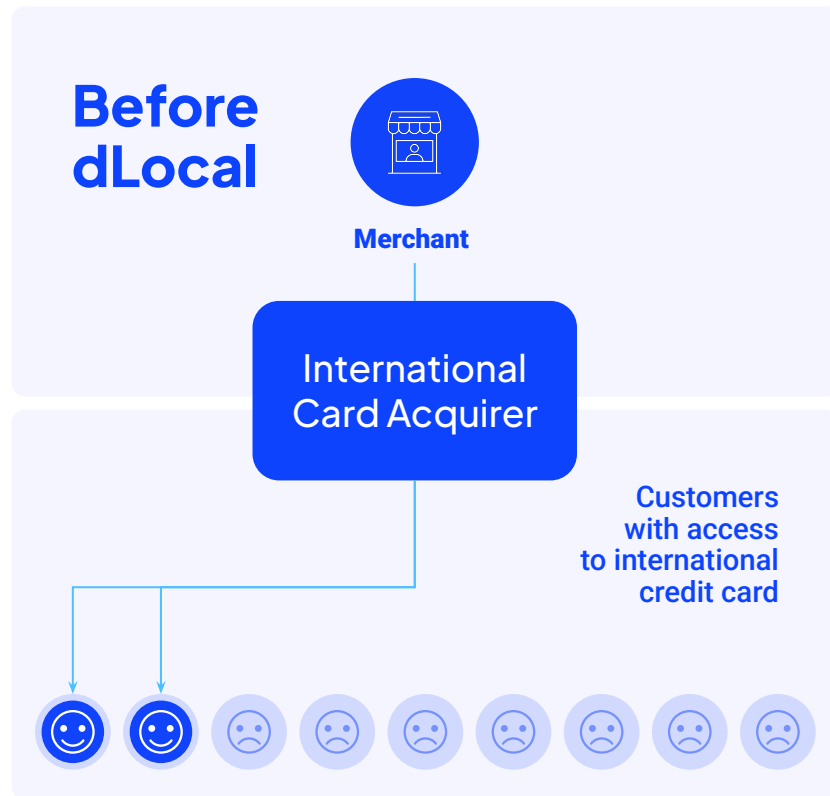 Before
dLocal
Merchant
International
Card Acquirer
Customers
with access
to international
credit card